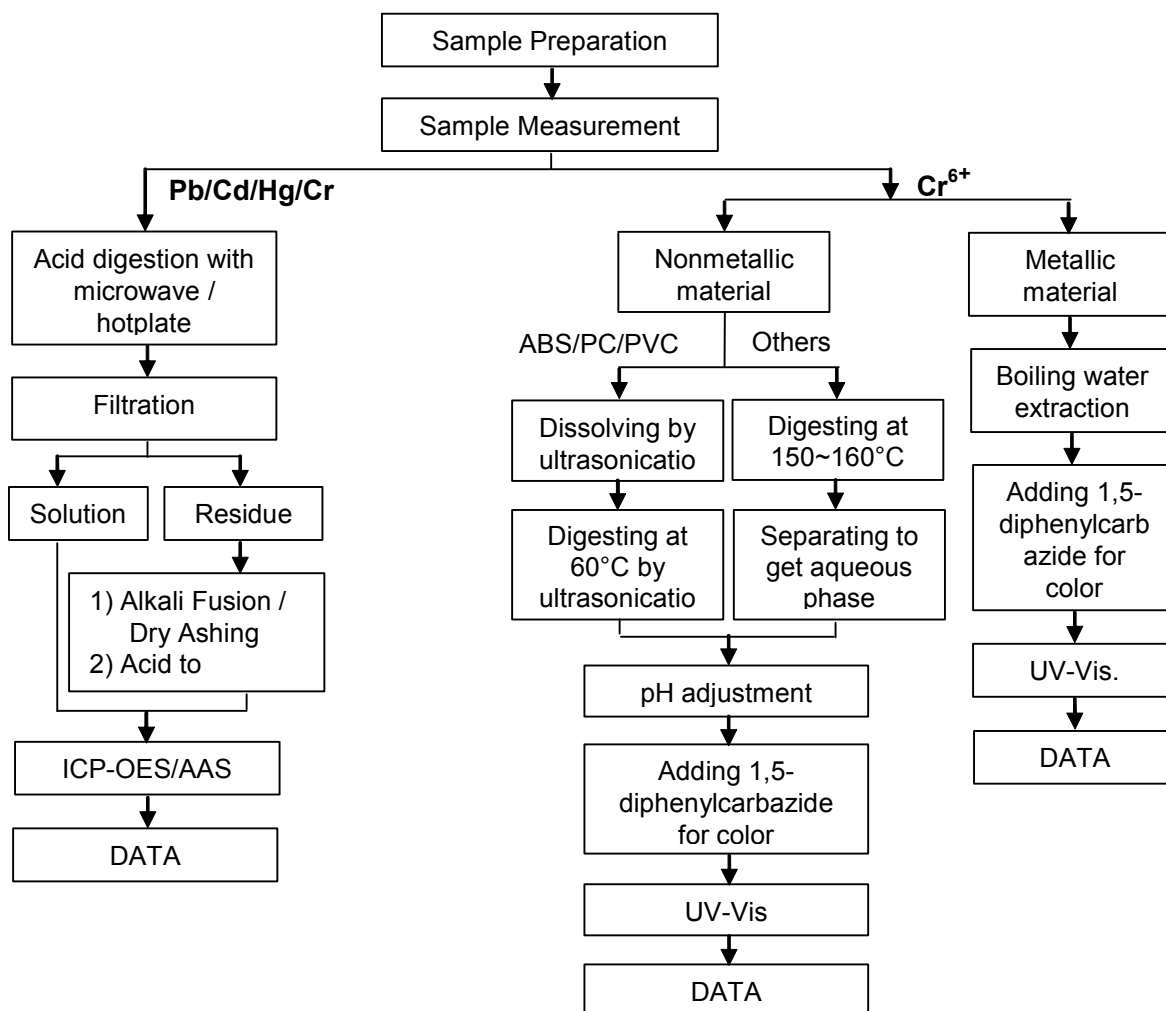 Sample Preparation
Sample Measurement
Pb/Cd/Hg/Cr
Cr6+
Acid digestion with
microwave /
hotplate
Filtration
Solution
Residue
1) Alkali Fusion /
Dry Ashing
2) Acid to
ICP-OES/AAS
DATA
Nonmetallic
material
ABS/PC/PVC
Others
Dissolving by
ultrasonicatio
Digesting at
60°C by
ultrasonicatio
Digesting at
150~160°C
Separating to
get aqueous
phase
pH adjustment
Adding 1,5-
diphenylcarbazide
for color
UV-Vis
DATA
Metallic
material
Boiling water
extraction
Adding 1,5-
diphenylcarb
azide for
color
UV-Vis.
DATA